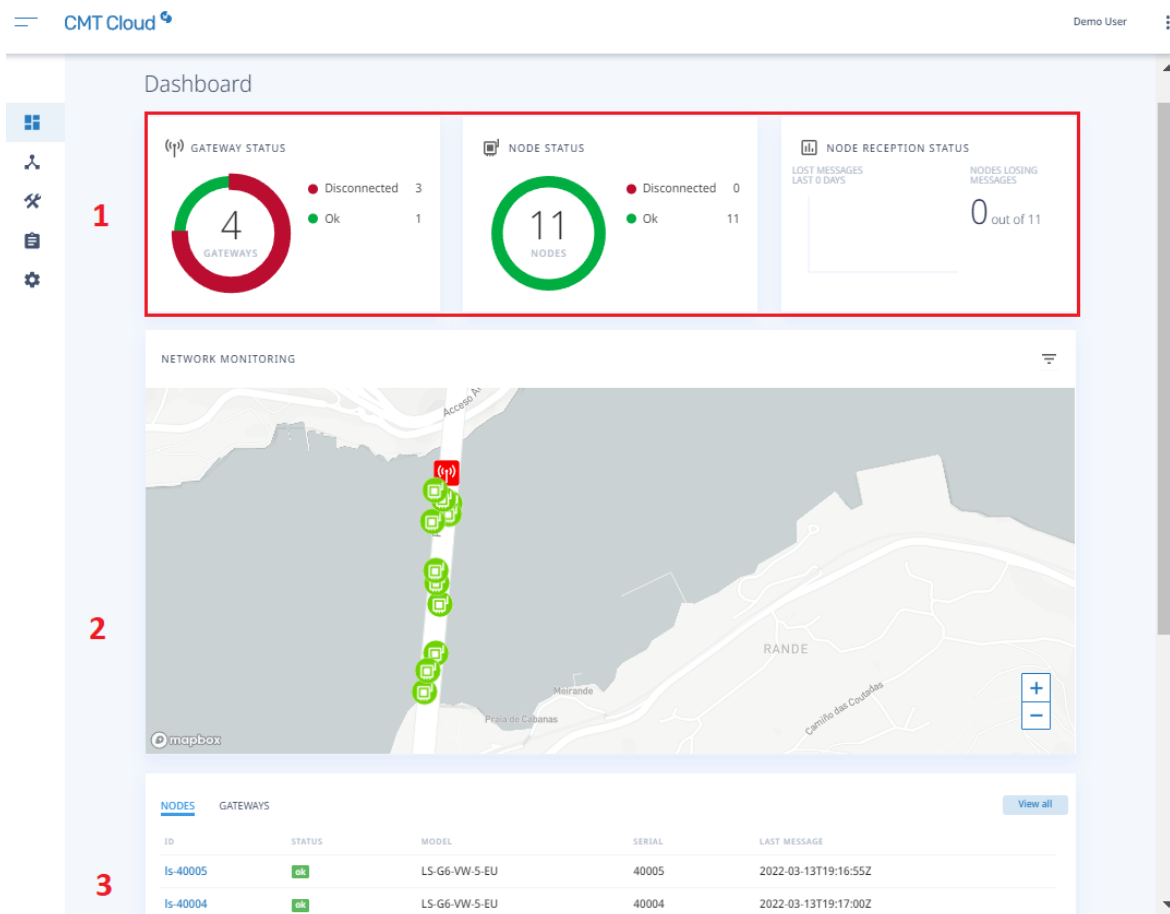 CMT Cloud
Demo User
Dashboard
1
GATEWAY STATUS
4
GATEWAYS
Disconnected 3
Ok 1
NODE STATUS
11
NODES
Disconnected 0
Ok 11
NODE RECEPTION STATUS
LOST MESSAGES
LAST 0 DAYS
NODES LOSING
MESSAGES
0 out of 11
2
NETWORK MONITORING
Acceso
RANDE
Meirande
Praia de Cabanas
Camiño das Coutadas
+
−
mapbox
3
NODES GATEWAYS View all
ID STATUS MODEL SERIAL LAST MESSAGE
ls-40005 ok LS-G6-VW-5-EU 40005 2022-03-13T19:16:55Z
ls-40004 ok LS-G6-VW-5-EU 40004 2022-03-13T19:17:00Z